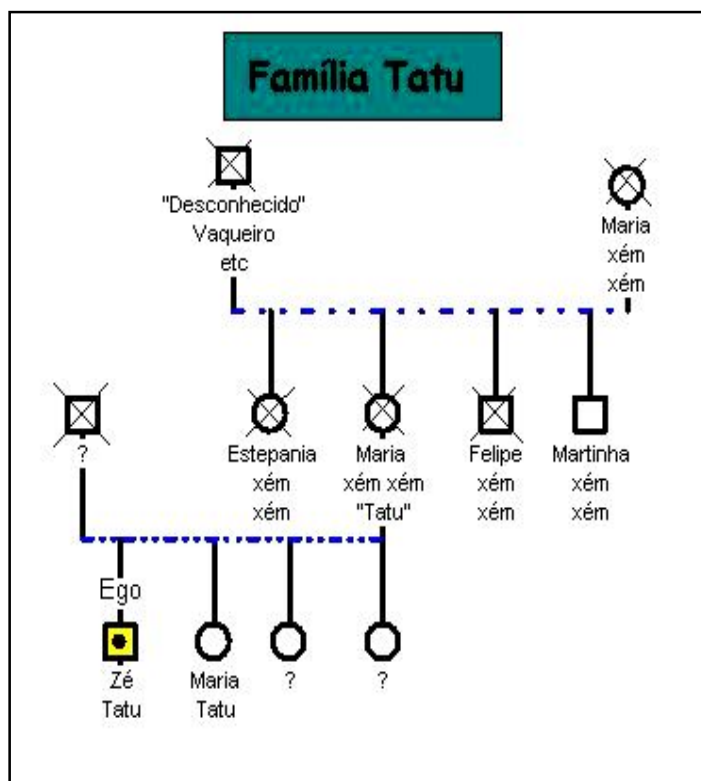 Família Tatu
"Desconhecido"
Vaqueiro
etc
Maria
xém
xém
?
Estepania
xém
xém
Maria
xém xém
"Tatu"
Felipe
xém
xém
Martinha
xém
xém
Ego
Zé
Tatu
Maria
Tatu
?
?